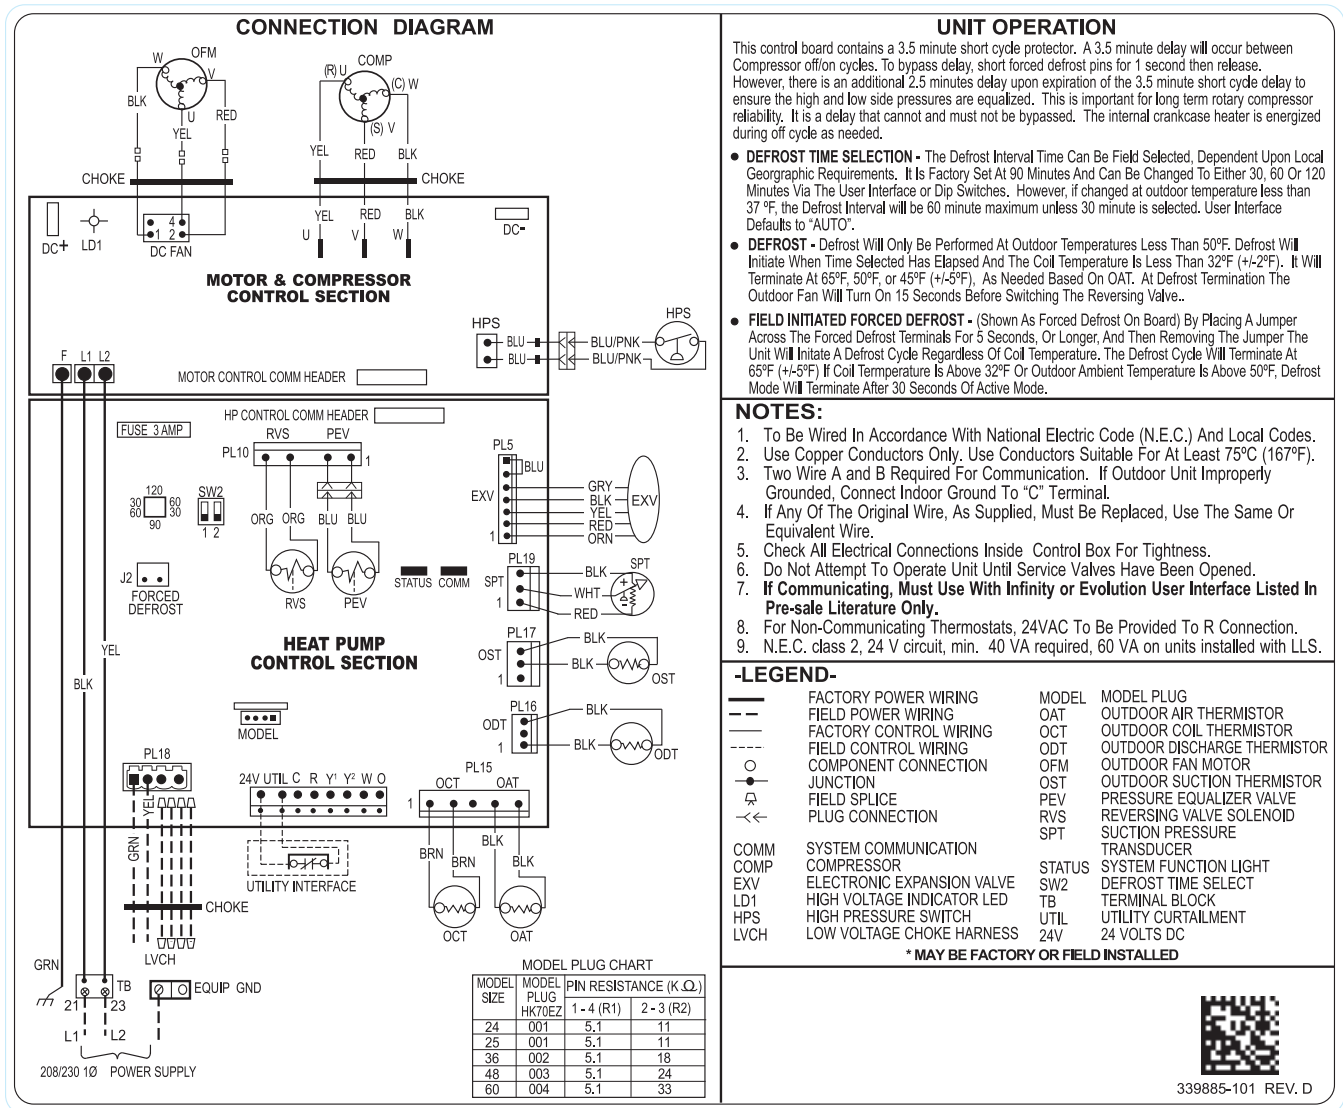 CONNECTION DIAGRAM
W
OFM
V
U
BLK
YEL
RED
(R) U
COMP
(C) W
(S) V
YEL
RED
BLK
CHOKE
CHOKE
DC+
LD1
4
1 2
DC FAN
YEL
RED
BLK
U
V
W
DC-
MOTOR & COMPRESSOR
CONTROL SECTION
HPS
BLU
BLU
BLU/PNK
BLU/PNK
HPS
F L1 L2
MOTOR CONTROL COMM HEADER
HP CONTROL COMM HEADER
FUSE 3 AMP
RVS
PEV
PL10
1
PL5
BLU
EXV
1
GRY
BLK
YEL
RED
ORN
EXV
120
30 60
60 30
90
SW2
1 2
ORG
ORG
BLU
BLU
RVS
PEV
STATUS
COMM
J2
FORCED
DEFROST
PL19
SPT
1
BLK
WHT
RED
SPT
+
-
HEAT PUMP
CONTROL SECTION
PL17
OST
1
BLK
BLK
OST
YEL
BLK
MODEL
PL16
ODT
1
BLK
BLK
ODT
PL18
24V UTIL C R Y1 Y2 W O
PL15
OCT
OAT
1
GRN
YEL
BRN
BRN
BLK
BLK
UTILITY INTERFACE
CHOKE
LVCH
OCT
OAT
GRN
TB
21
23
EQUIP GND
L1
L2
208/230 1Ø POWER SUPPLY
MODEL PLUG CHART
MODEL SIZE
MODEL PLUG HK70EZ
PIN RESISTANCE (K Ω)
1 - 4 (R1)
2 - 3 (R2)
24 001 5.1 11
25 001 5.1 11
36 002 5.1 18
48 003 5.1 24
60 004 5.1 33
UNIT OPERATION
This control board contains a 3.5 minute short cycle protector. A 3.5 minute delay will occur between
Compressor off/on cycles. To bypass delay, short forced defrost pins for 1 second then release.
However, there is an additional 2.5 minutes delay upon expiration of the 3.5 minute short cycle delay to
ensure the high and low side pressures are equalized. This is important for long term rotary compressor
reliability. It is a delay that cannot and must not be bypassed. The internal crankcase heater is energized
during off cycle as needed.
● DEFROST TIME SELECTION - The Defrost Interval Time Can Be Field Selected, Dependent Upon Local
Georgraphic Requirements. It Is Factory Set At 90 Minutes And Can Be Changed To Either 30, 60 Or 120
Minutes Via The User Interface or Dip Switches. However, if changed at outdoor temperature less than
37 ºF, the Defrost Interval will be 60 minute maximum unless 30 minute is selected. User Interface
Defaults to “AUTO”.
● DEFROST - Defrost Will Only Be Performed At Outdoor Temperatures Less Than 50ºF. Defrost Will
Initiate When Time Selected Has Elapsed And The Coil Temperature Is Less Than 32ºF (+/-2ºF). It Will
Terminate At 65ºF, 50ºF, or 45ºF (+/-5ºF), As Needed Based On OAT. At Defrost Termination The
Outdoor Fan Will Turn On 15 Seconds Before Switching The Reversing Valve..
● FIELD INITIATED FORCED DEFROST - (Shown As Forced Defrost On Board) By Placing A Jumper
Across The Forced Defrost Terminals For 5 Seconds, Or Longer, And Then Removing The Jumper The
Unit Will Initate A Defrost Cycle Regardless Of Coil Temperature. The Defrost Cycle Will Terminate At
65ºF (+/-5ºF) If Coil Temperature Is Above 32ºF Or Outdoor Ambient Temperature Is Above 50ºF, Defrost
Mode Will Terminate After 30 Seconds Of Active Mode.
NOTES:
1. To Be Wired In Accordance With National Electric Code (N.E.C.) And Local Codes.
2. Use Copper Conductors Only. Use Conductors Suitable For At Least 75ºC (167ºF).
3. Two Wire A and B Required For Communication. If Outdoor Unit Improperly
Grounded, Connect Indoor Ground To “C” Terminal.
4. If Any Of The Original Wire, As Supplied, Must Be Replaced, Use The Same Or
Equivalent Wire.
5. Check All Electrical Connections Inside Control Box For Tightness.
6. Do Not Attempt To Operate Unit Until Service Valves Have Been Opened.
7. If Communicating, Must Use With Infinity or Evolution User Interface Listed In
Pre-sale Literature Only.
8. For Non-Communicating Thermostats, 24VAC To Be Provided To R Connection.
9. N.E.C. class 2, 24 V circuit, min. 40 VA required, 60 VA on units installed with LLS.
-LEGEND-
FACTORY POWER WIRING
FIELD POWER WIRING
FACTORY CONTROL WIRING
FIELD CONTROL WIRING
COMPONENT CONNECTION
JUNCTION
FIELD SPLICE
PLUG CONNECTION
COMM SYSTEM COMMUNICATION
COMP COMPRESSOR
EXV ELECTRONIC EXPANSION VALVE
LD1 HIGH VOLTAGE INDICATOR LED
HPS HIGH PRESSURE SWITCH
LVCH LOW VOLTAGE CHOKE HARNESS
MODEL MODEL PLUG
OAT OUTDOOR AIR THERMISTOR
OCT OUTDOOR COIL THERMISTOR
ODT OUTDOOR DISCHARGE THERMISTOR
OFM OUTDOOR FAN MOTOR
OST OUTDOOR SUCTION THERMISTOR
PEV PRESSURE EQUALIZER VALVE
RVS REVERSING VALVE SOLENOID
SPT SUCTION PRESSURE
TRANSDUCER
STATUS SYSTEM FUNCTION LIGHT
SW2 DEFROST TIME SELECT
TB TERMINAL BLOCK
UTIL UTILITY CURTAILMENT
24V 24 VOLTS DC
* MAY BE FACTORY OR FIELD INSTALLED
339885-101 REV. D